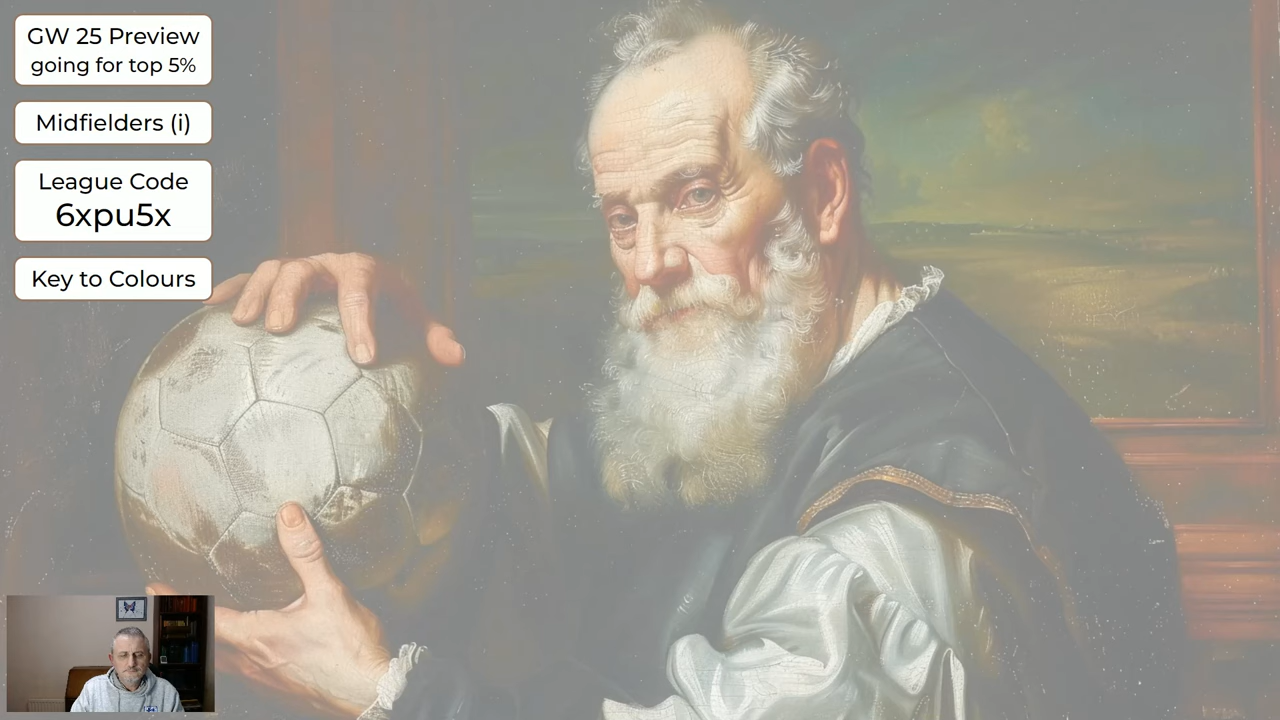 GW 25 Preview
going for top 5%
Midfielders (i)
League Code
6xpu5x
Key to Colours